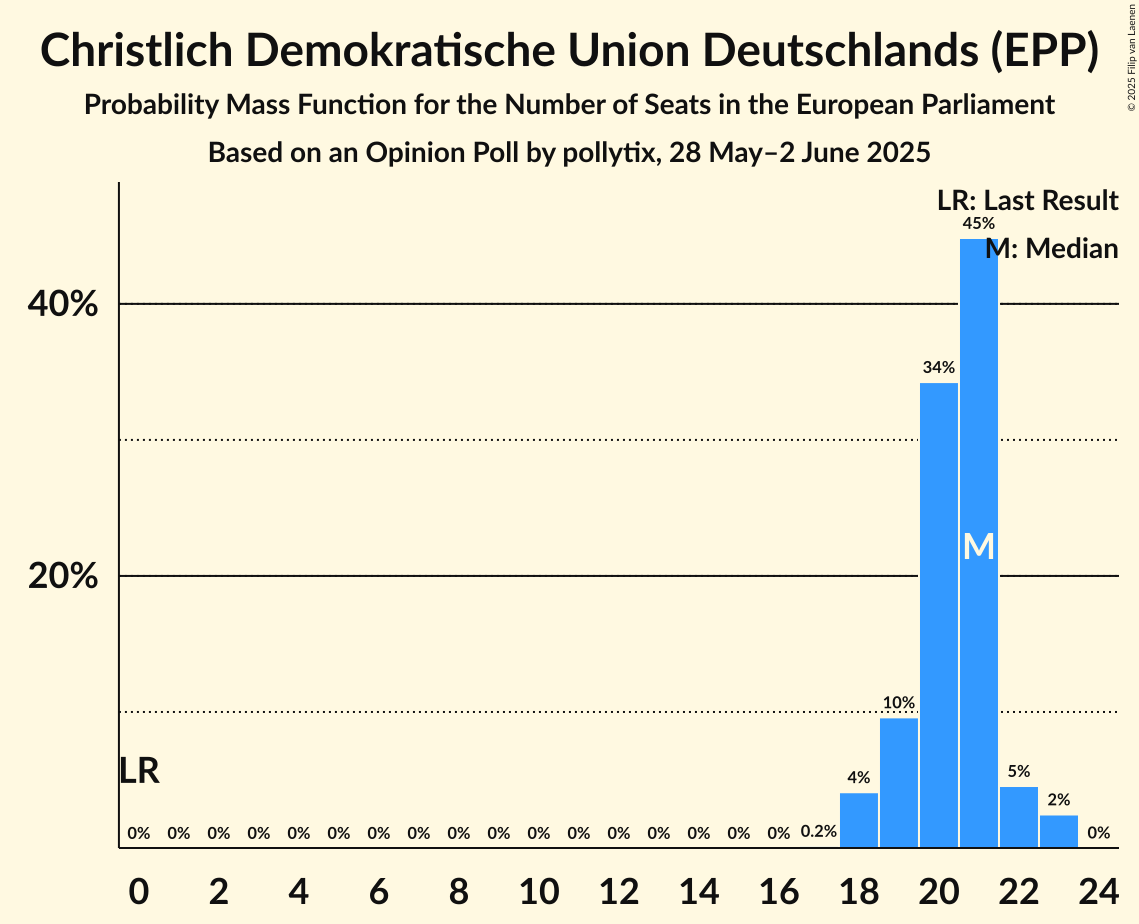 Christlich Demokratische Union Deutschlands (EPP)
Probability Mass Function for the Number of Seats in the European Parliament
Based on an Opinion Poll by pollytix, 28 May–2 June 2025
© 2025 Filip van Laenen
LR: Last Result
45%
M: Median
40%
34%
M
20%
10%
LR
4%
5%
2%
0% 0% 0% 0% 0% 0% 0% 0% 0% 0% 0% 0% 0% 0% 0% 0% 0% 0.2% 0%
0 2 4 6 8 10 12 14 16 18 20 22 24